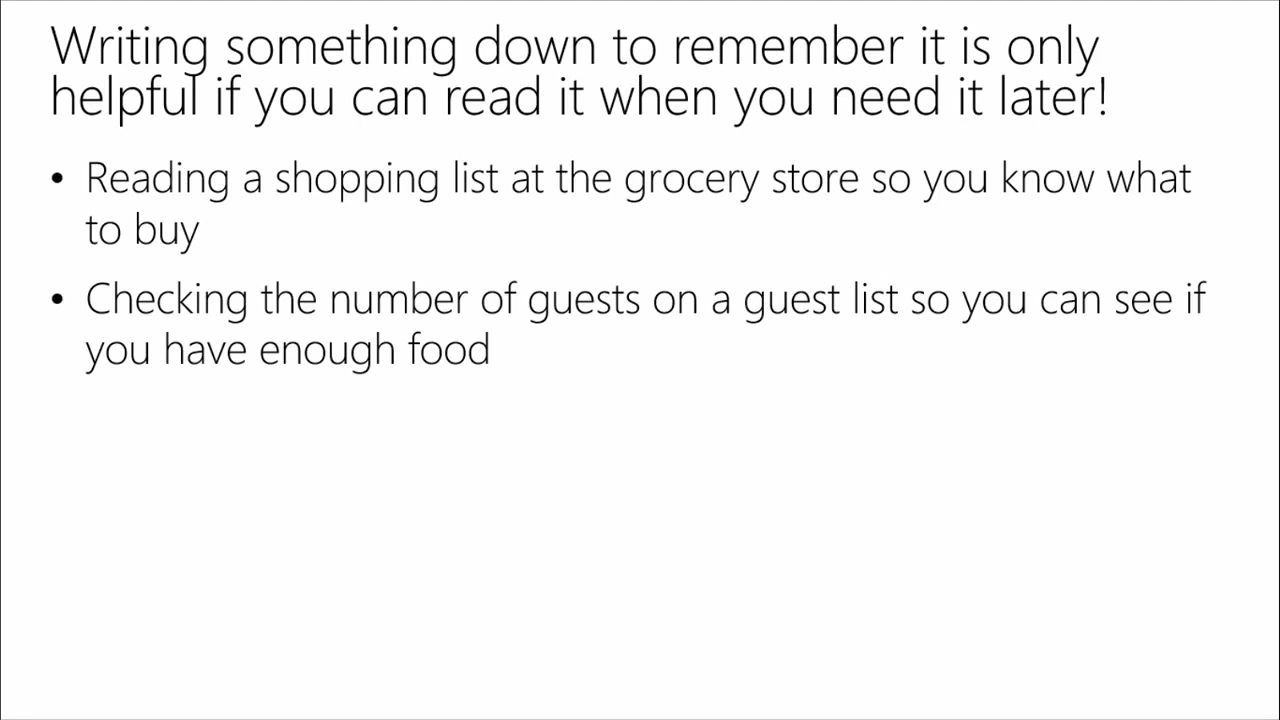 Writing something down to remember it is only
helpful if you can read it when you need it later!
• Reading a shopping list at the grocery store so you know what
to buy
• Checking the number of guests on a guest list so you can see if
you have enough food